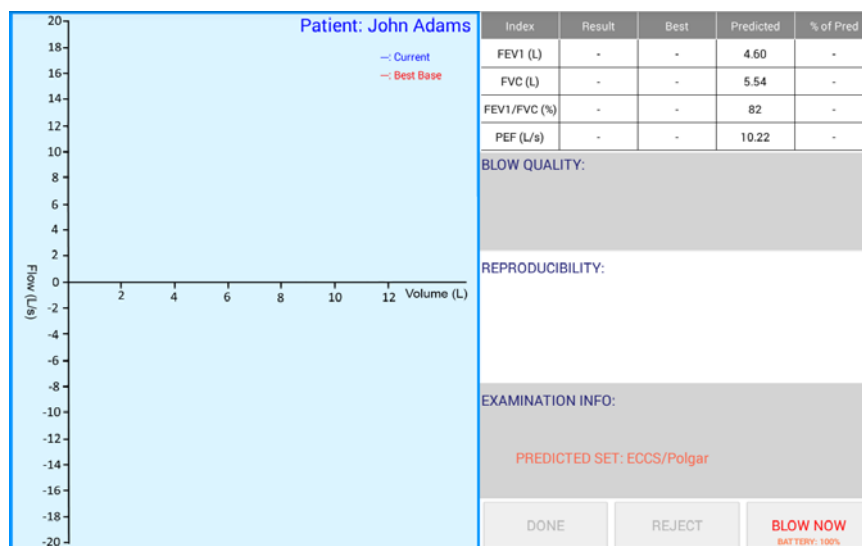 Patient: John Adams
—: Current
—: Best Base
20
18
16
14
12
10
8
6
4
2
0
-2
-4
-6
-8
-10
-12
-14
-16
-18
-20
Flow (L/s)
2 4 6 8 10 12 Volume (L)
Index Result Best Predicted % of Pred
FEV1 (L) - - 4.60 -
FVC (L) - - 5.54 -
FEV1/FVC (%) - - 82 -
PEF (L/s) - - 10.22 -
BLOW QUALITY:
REPRODUCIBILITY:
EXAMINATION INFO:
PREDICTED SET: ECCS/Polgar
DONE REJECT BLOW NOW
BATTERY: 100%